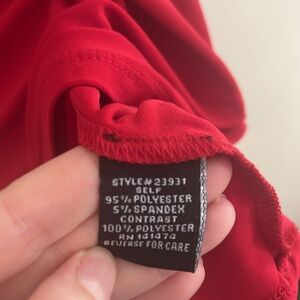 STYLE# 23931
SELF
95% POLYESTER
5% SPANDEX
CONTRAST
100% POLYESTER
RN 141474
REVERSE FOR CARE